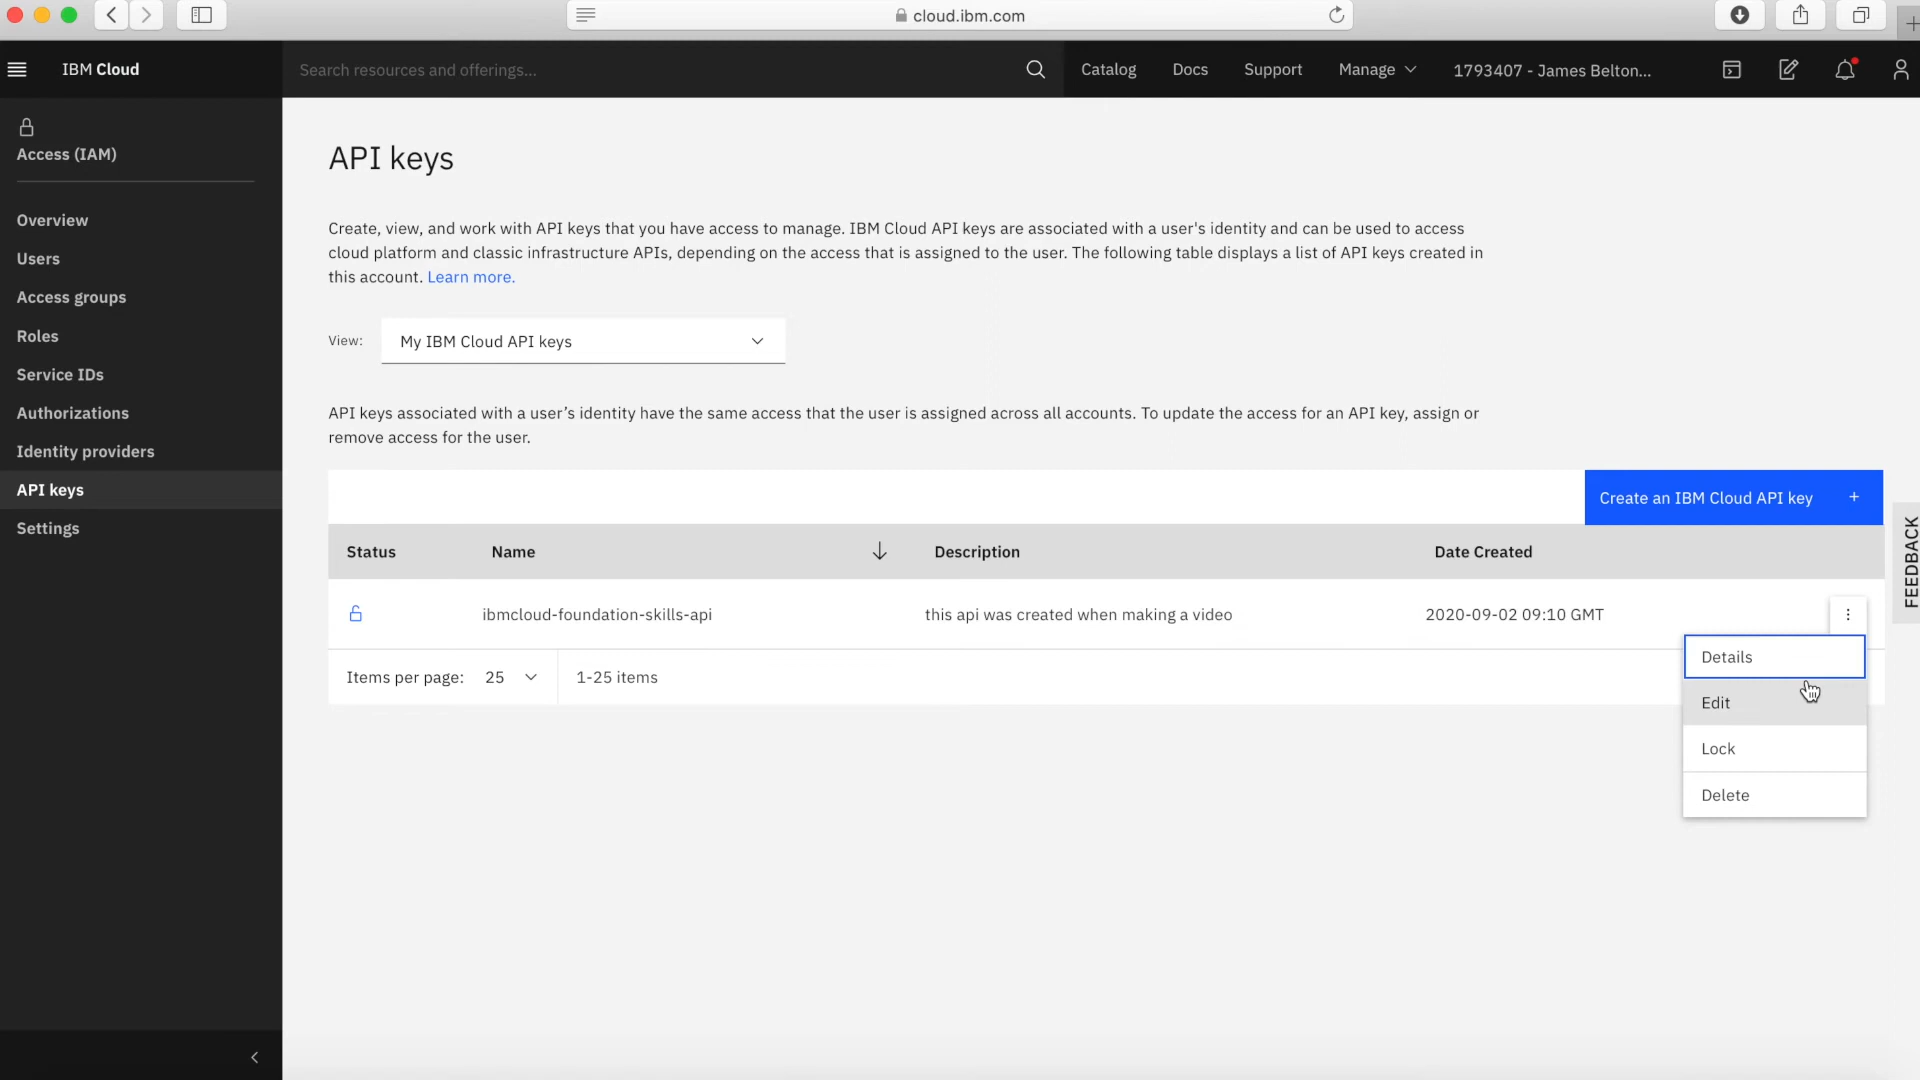 cloud.ibm.com
IBM Cloud
Search resources and offerings...
Catalog
Docs
Support
Manage
1793407 - James Belton...
Access (IAM)
Overview
Users
Access groups
Roles
Service IDs
Authorizations
Identity providers
API keys
Settings
API keys
Create, view, and work with API keys that you have access to manage. IBM Cloud API keys are associated with a user's identity and can be used to access
cloud platform and classic infrastructure APIs, depending on the access that is assigned to the user. The following table displays a list of API keys created in
this account. Learn more.
View:
My IBM Cloud API keys
API keys associated with a user’s identity have the same access that the user is assigned across all accounts. To update the access for an API key, assign or
remove access for the user.
Create an IBM Cloud API key +
Status
Name
Description
Date Created
ibmcloud-foundation-skills-api
this api was created when making a video
2020-09-02 09:10 GMT
Items per page: 25
1-25 items
Details
Edit
Lock
Delete
FEEDBACK